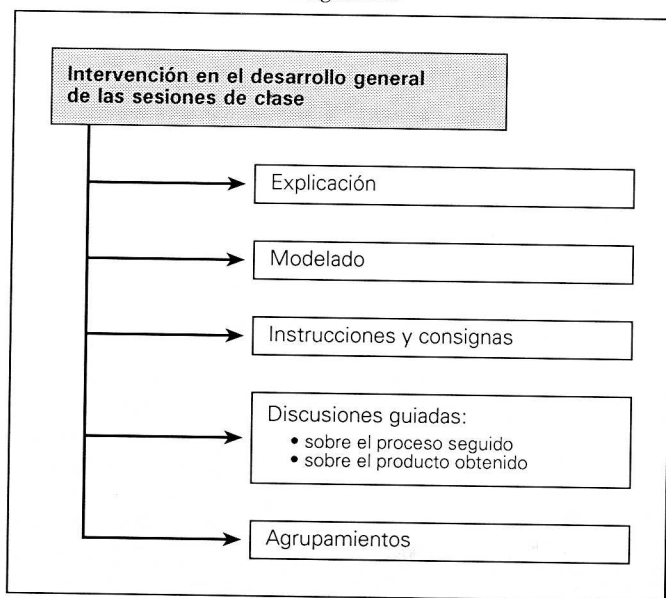 Intervención en el desarrollo general
de las sesiones de clase
Explicación
Modelado
Instrucciones y consignas
Discusiones guiadas:
• sobre el proceso seguido
• sobre el producto obtenido
Agrupamientos